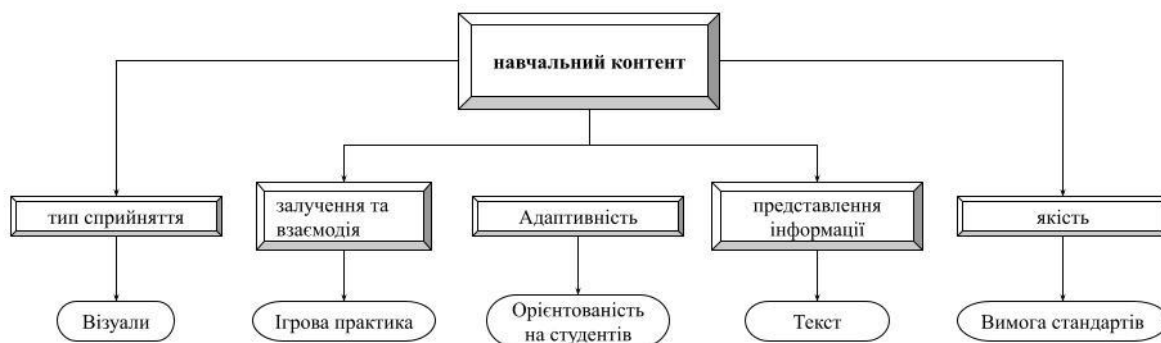 навчальний контент
тип сприйняття
залучення та
взаємодія
Адаптивність
представлення
інформації
якість
Візуали
Ігрова практика
Орієнтованість
на студентів
Текст
Вимога стандартів